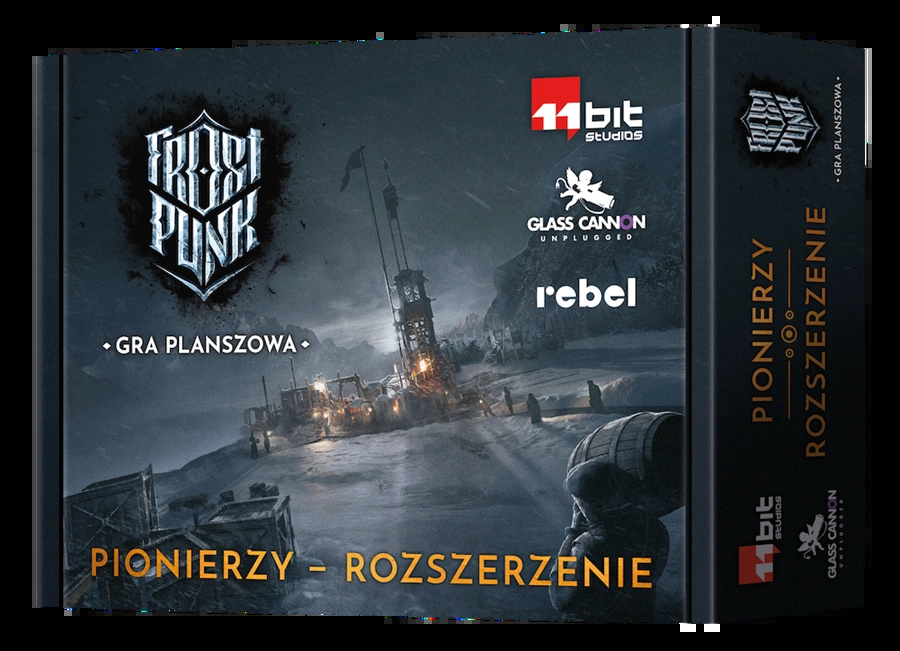 FROST
PUNK
GRA PLANSZOWA
11 bit
STUDIOS
GLASS CANNON
UNPLUGGED
rebel
PIONIERZY – ROZSZERZENIE
FROST
PUNK
GRA PLANSZOWA
PIONIERZY
ROZSZERZENIE
11 bit
STUDIOS
GLASS CANNON
UNPLUGGED